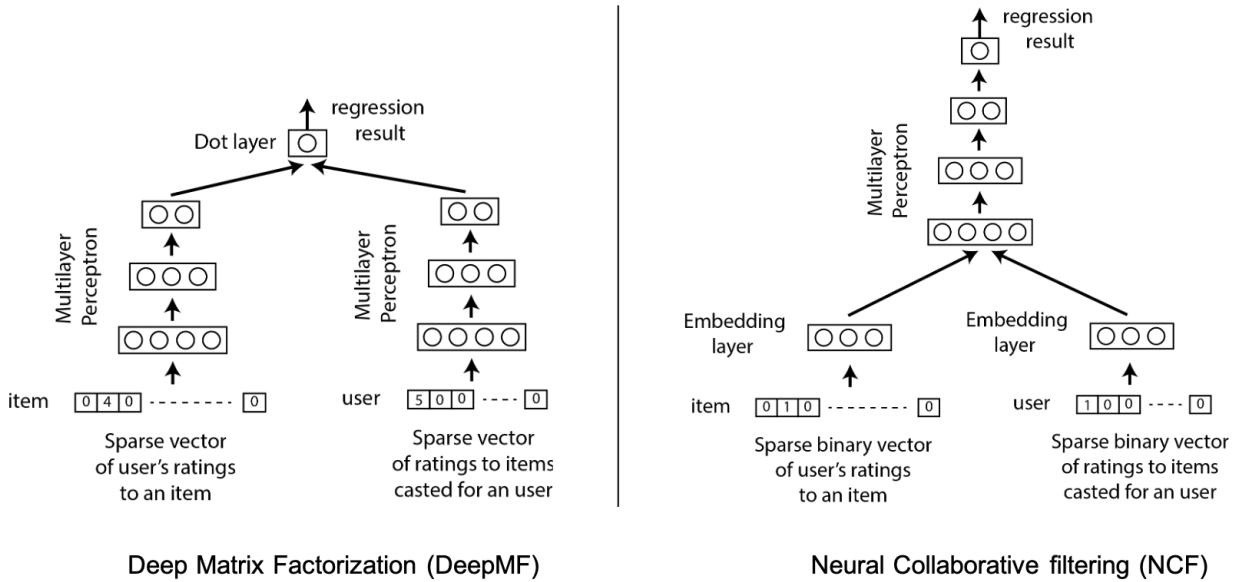 regression
result
Dot layer
Multilayer
Perceptron
Multilayer
Perceptron
item
0 4 0 0
user
5 0 0 0
Sparse vector
of user's ratings
to an item
Sparse vector
of ratings to items
casted for an user
Deep Matrix Factorization (DeepMF)
regression
result
Multilayer
Perceptron
Embedding
layer
Embedding
layer
item
0 1 0 0
user
1 0 0 0
Sparse binary vector
of user's ratings
to an item
Sparse binary vector
of ratings to items
casted for an user
Neural Collaborative filtering (NCF)